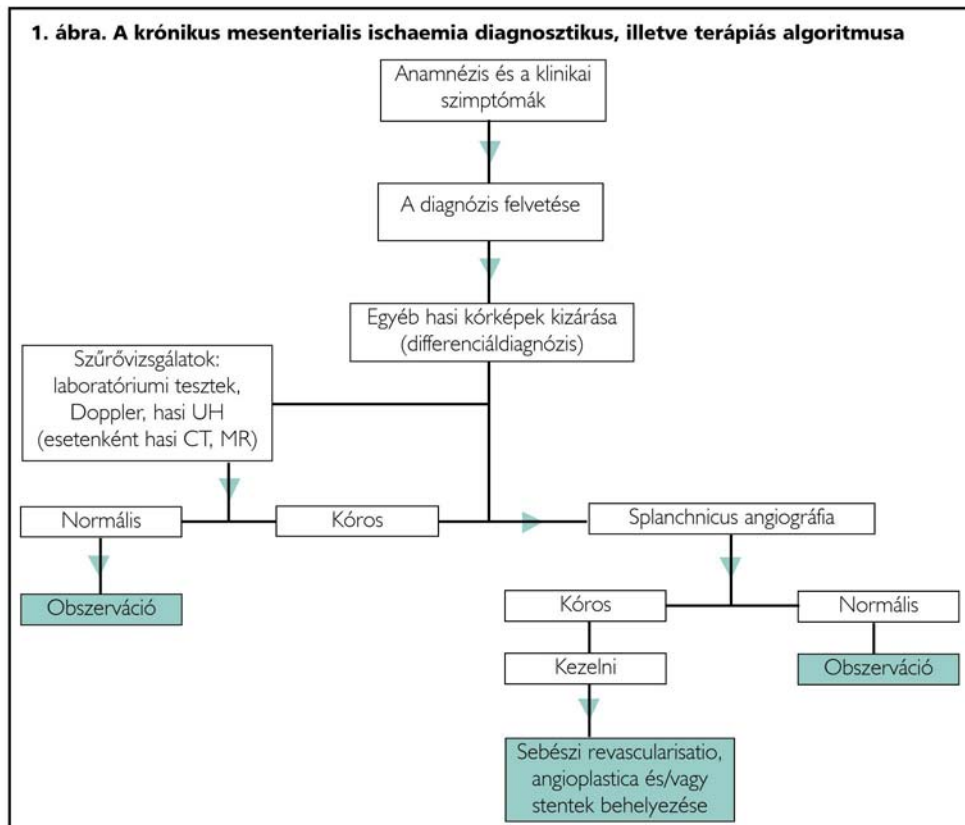 1. ábra. A krónikus mesenterialis ischaemia diagnosztikus, illetve terápiás algoritmusa
Anamnézis és a klinikai
szimptómák
A diagnózis felvetése
Egyéb hasi kórképek kizárása
(differenciáldiagnózis)
Szűrővizsgálatok:
laboratóriumi tesztek,
Doppler, hasi UH
(esetenként hasi CT, MR)
Normális
Kóros
Splanchnicus angiográfia
Obszerváció
Kóros
Normális
Kezelni
Obszerváció
Sebészi revascularisatio,
angioplastica és/vagy
stentek behelyezése